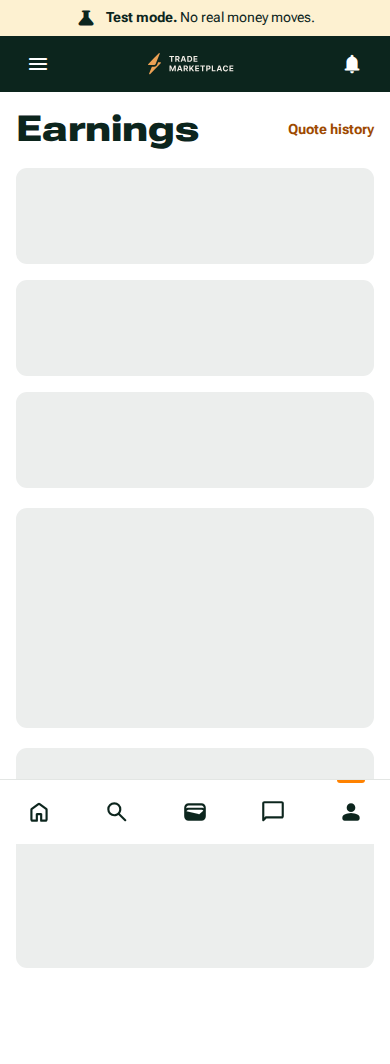 Test mode. No real money moves.
TRADE
MARKETPLACE
Earnings
Quote history